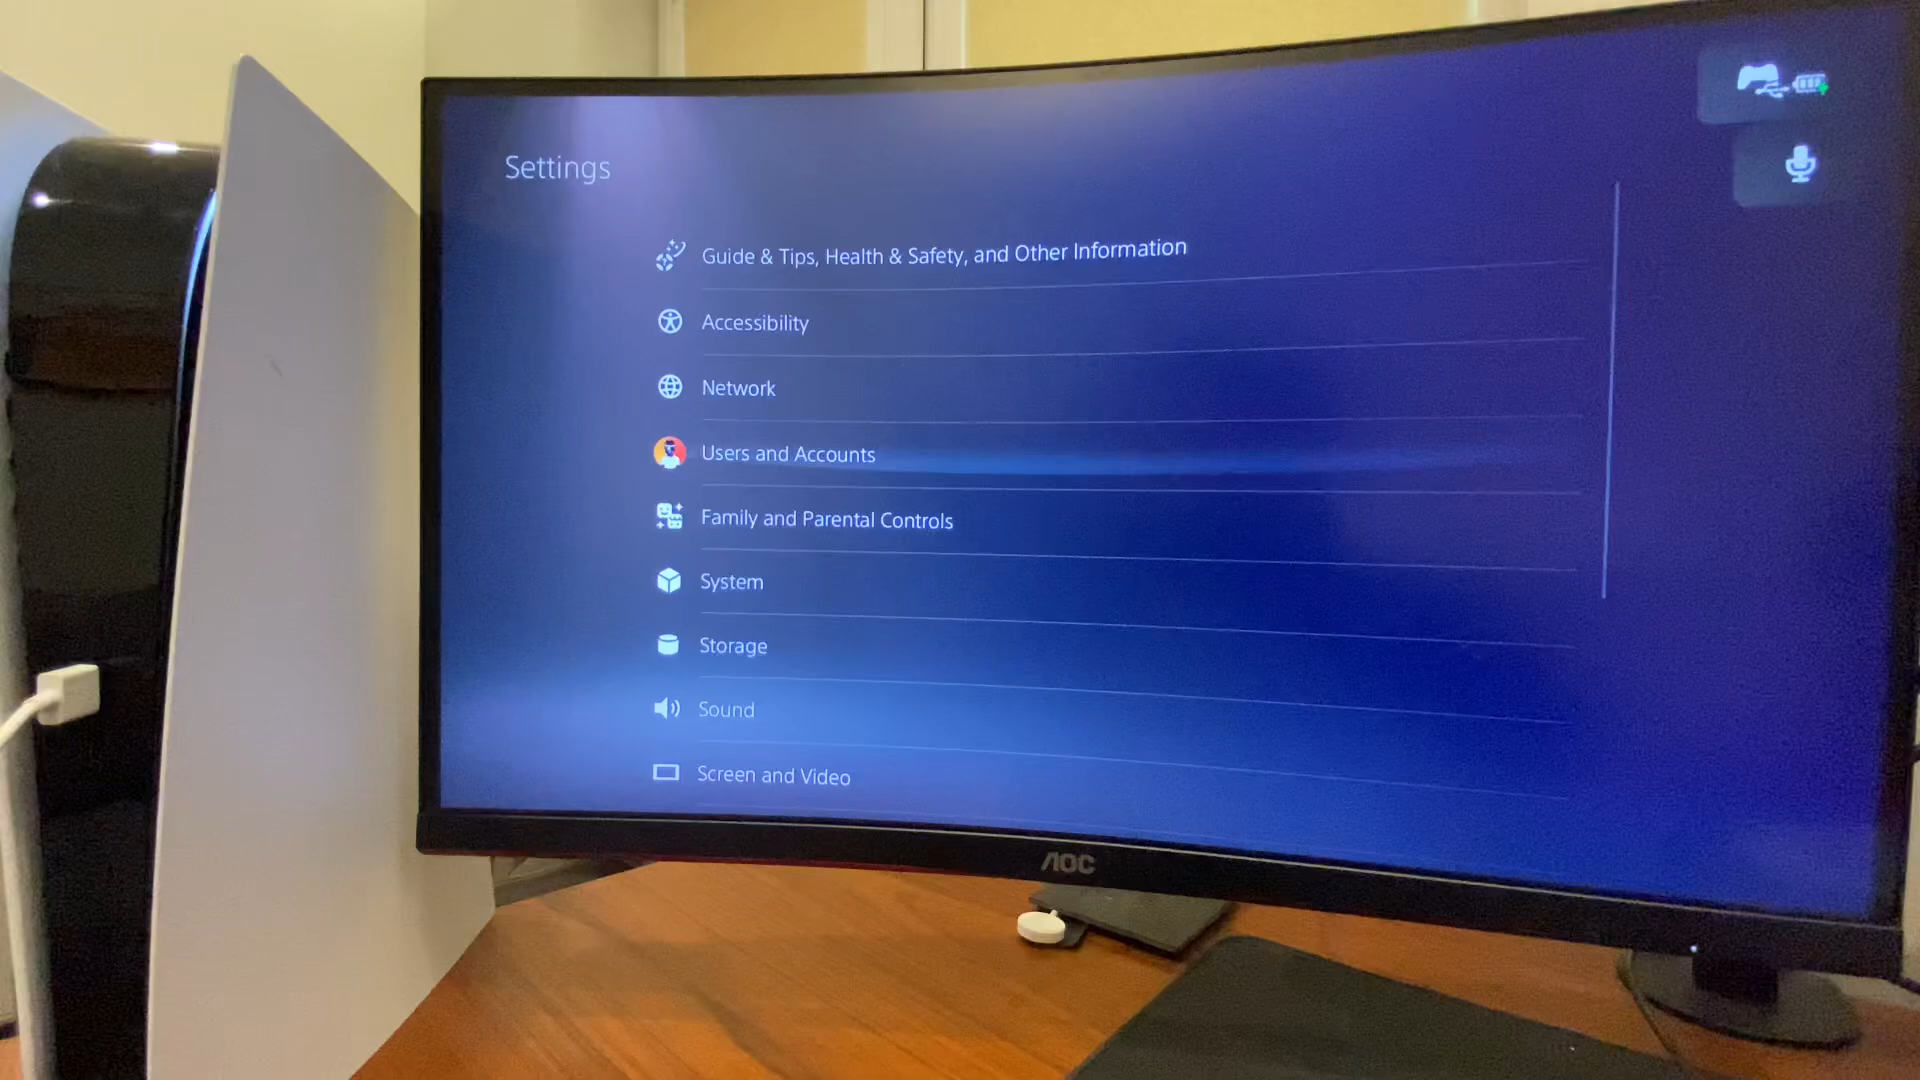 Settings
Guide & Tips, Health & Safety, and Other Information
Accessibility
Network
Users and Accounts
Family and Parental Controls
System
Storage
Sound
Screen and Video
AOC